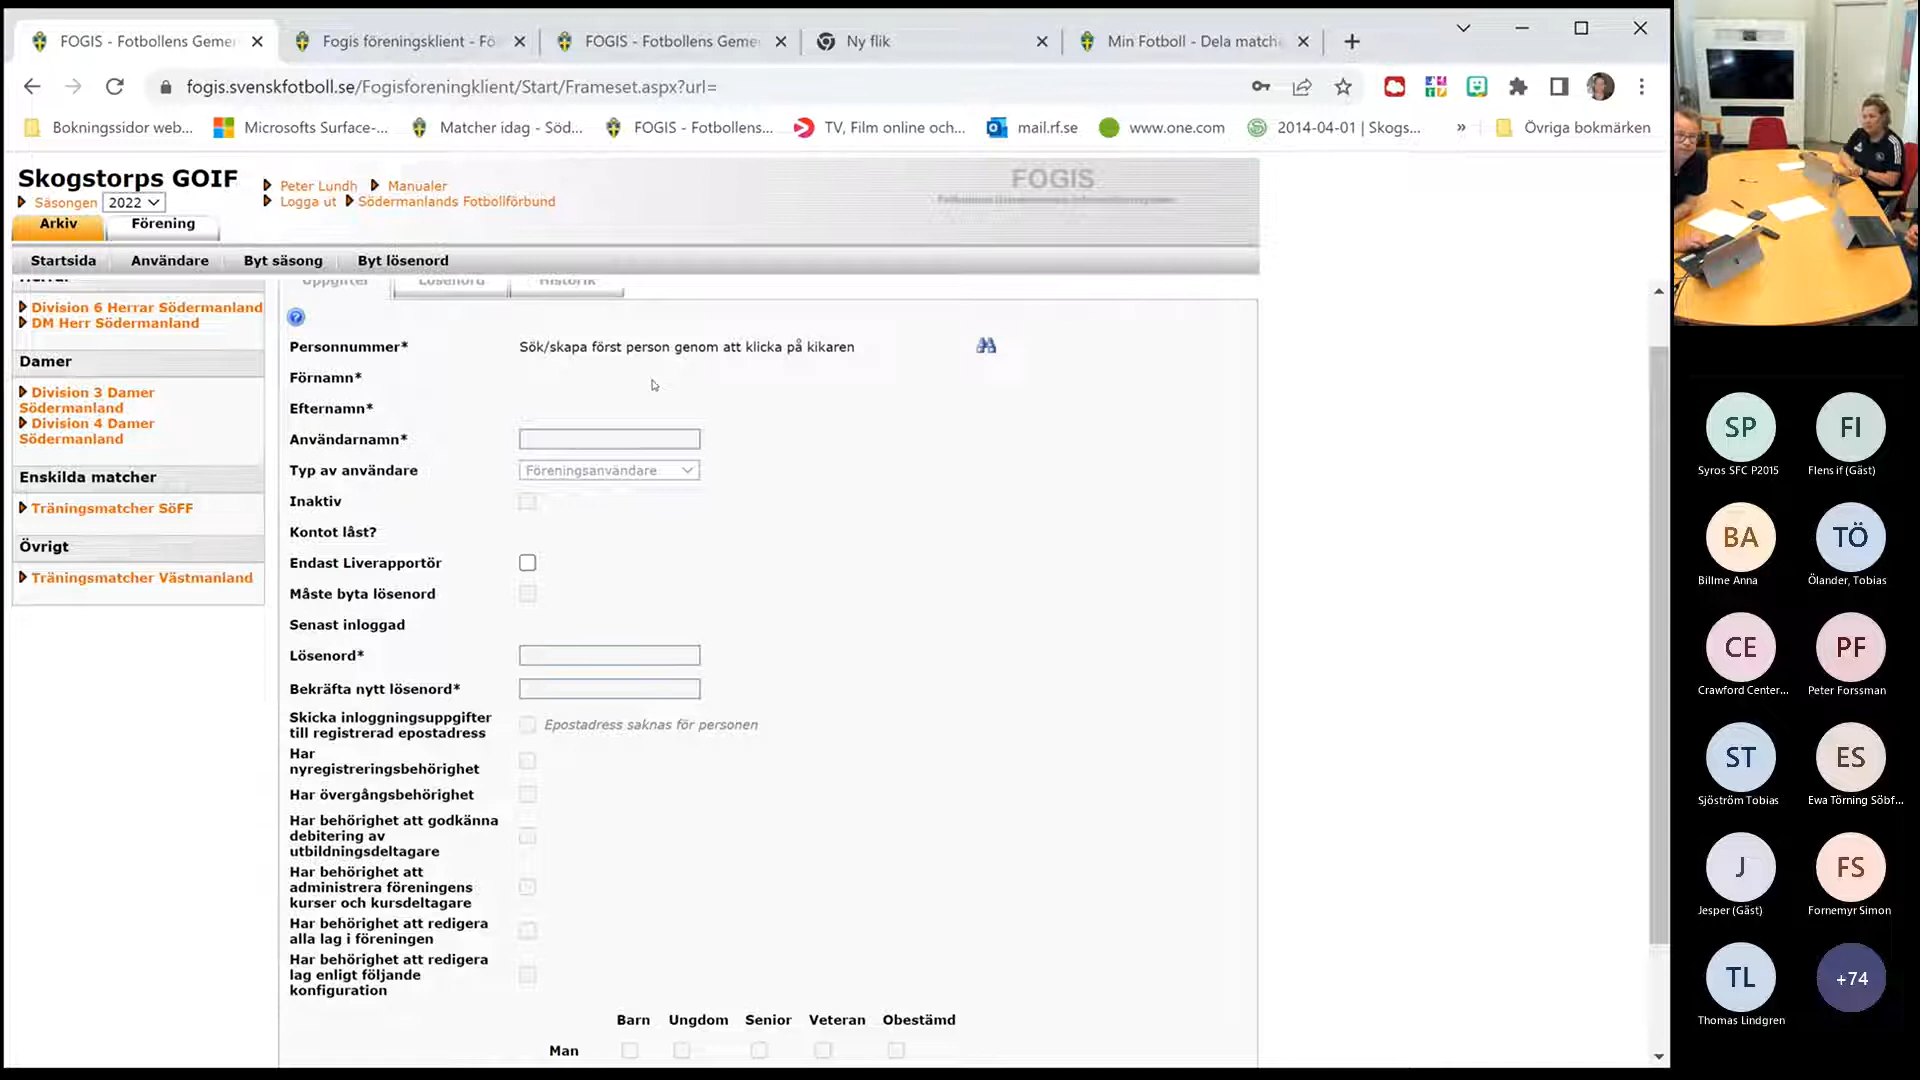 FOGIS - Fotbollens Gemen
Fogis föreningsklient - Fö
FOGIS - Fotbollens Gemen
Ny flik
Min Fotboll - Dela matche
fogis.svenskfotboll.se/Fogisforeningklient/Start/Frameset.aspx?url=
Bokningssidor web...
Microsofts Surface-...
Matcher idag - Söd...
FOGIS - Fotbollens...
TV, Film online och...
mail.rf.se
www.one.com
2014-04-01 | Skogs...
»
Övriga bokmärken
Skogstorps GOIF
Peter Lundh
Manualer
FOGIS
Säsongen 2022
Logga ut
Södermanlands Fotbollförbund
Arkiv
Förening
Startsida
Användare
Byt säsong
Byt lösenord
Herrar
Uppgifter
Lösenord
Historik
Division 6 Herrar Södermanland
DM Herr Södermanland
Damer
Division 3 Damer
Södermanland
Division 4 Damer
Södermanland
Enskilda matcher
Träningsmatcher SöFF
Övrigt
Träningsmatcher Västmanland
Personnummer* Sök/skapa först person genom att klicka på kikaren
Förnamn*
Efternamn*
Användarnamn*
Typ av användare Föreningsanvändare
Inaktiv
Kontot låst?
Endast Liverapportör
Måste byta lösenord
Senast inloggad
Lösenord*
Bekräfta nytt lösenord*
Skicka inloggningsuppgifter
till registrerad epostadress
Epostadress saknas för personen
Har
nyregistreringsbehörighet
Har övergångsbehörighet
Har behörighet att godkänna
debitering av
utbildningsdeltagare
Har behörighet att
administrera föreningens
kurser och kursdeltagare
Har behörighet att redigera
alla lag i föreningen
Har behörighet att redigera
lag enligt följande
konfiguration
Barn Ungdom Senior Veteran Obestämd
Man
SP
Syros SFC P2015
FI
Flens if (Gäst)
BA
Billme Anna
TÖ
Ölander, Tobias
CE
Crawford Center...
PF
Peter Forssman
ST
Sjöström Tobias
ES
Ewa Törning Söbf...
J
Jesper (Gäst)
FS
Fornemyr Simon
TL
Thomas Lindgren
+74